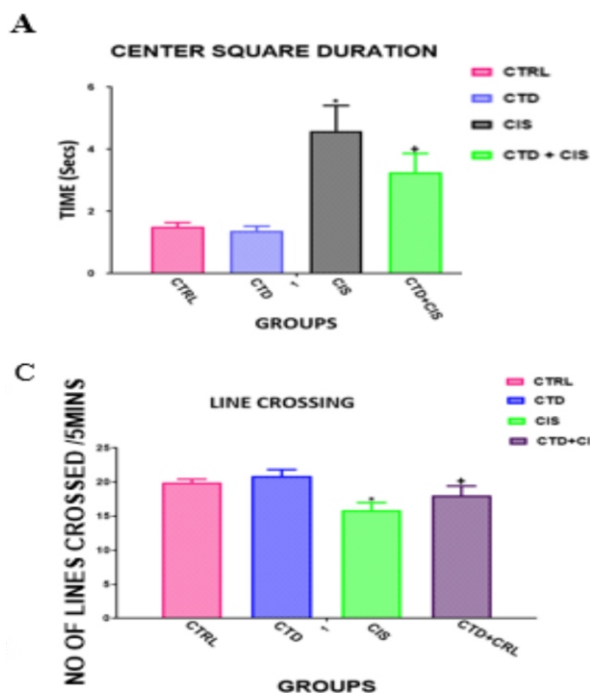 A
CENTER SQUARE DURATION
CTRL
CTD
CIS
CTD + CIS
TIME (Secs)
6
4
2
0
*
+
CTRL
CTD
CIS
CTD+CIS
GROUPS
C
LINE CROSSING
CTRL
CTD
CIS
CTD+CI
NO OF LINES CROSSED /5MINS
25
20
15
10
5
0
*
+
CTRL
CTD
CIS
CTD+CRL
GROUPS